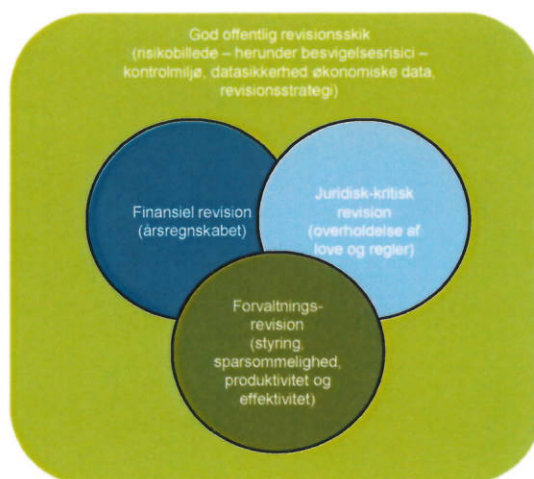 God offentlig revisionsskik
(risikobillede – herunder besvigelsesrisici –
kontrolmiljø, datasikkerhed økonomiske data,
revisionsstrategi)
Finansiel revision
(årsregnskabet)
Juridisk-kritisk
revision
(overholdelse af
love og regler)
Forvaltnings-
revision
(styring,
sparsommelighed,
produktivitet og
effektivitet)